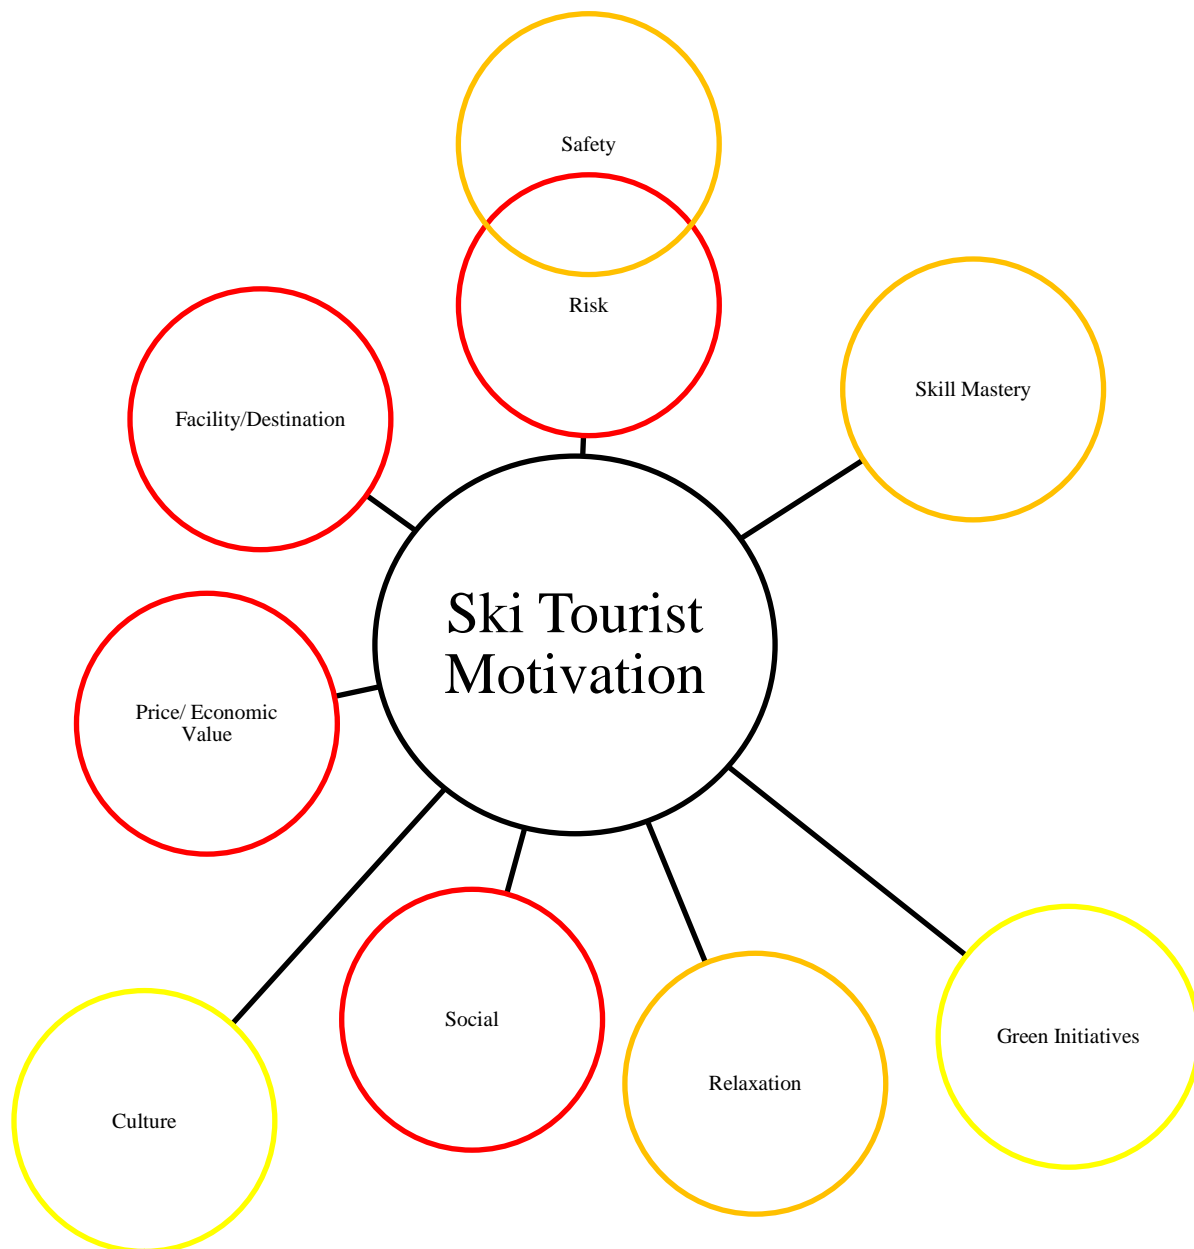 Safety
Risk
Skill Mastery
Facility/Destination
Ski Tourist
Motivation
Price/ Economic
Value
Social
Green Initiatives
Relaxation
Culture